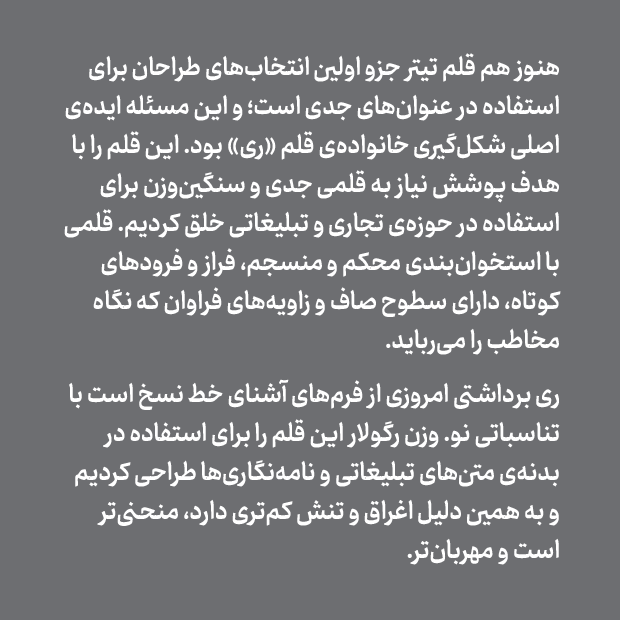 هنوز هم قلم تیتر جزو اولین انتخاب‌های طراحان برای
استفاده در عنوان‌های جدی است؛ و این مسئله ایده‌ی
اصلی شکل‌گیری خانواده‌ی قلم «ری» بود. این قلم را با
هدف پوشش نیاز به قلمی جدی و سنگین‌وزن برای
استفاده در حوزه‌ی تجاری و تبلیغاتی خلق کردیم. قلمی
با استخوان‌بندی محکم و منسجم، فراز و فرودهای
کوتاه، دارای سطوح صاف و زاویه‌های فراوان که نگاه
مخاطب را می‌رباید.
ری برداشتی امروزی از فرم‌های آشنای خط نسخ است با
تناسباتی نو. وزن رگولار این قلم را برای استفاده در
بدنه‌ی متن‌های تبلیغاتی و نامه‌نگاری‌ها طراحی کردیم
و به همین دلیل اغراق و تنش کم‌تری دارد، منحنی‌تر
است و مهربان‌تر.